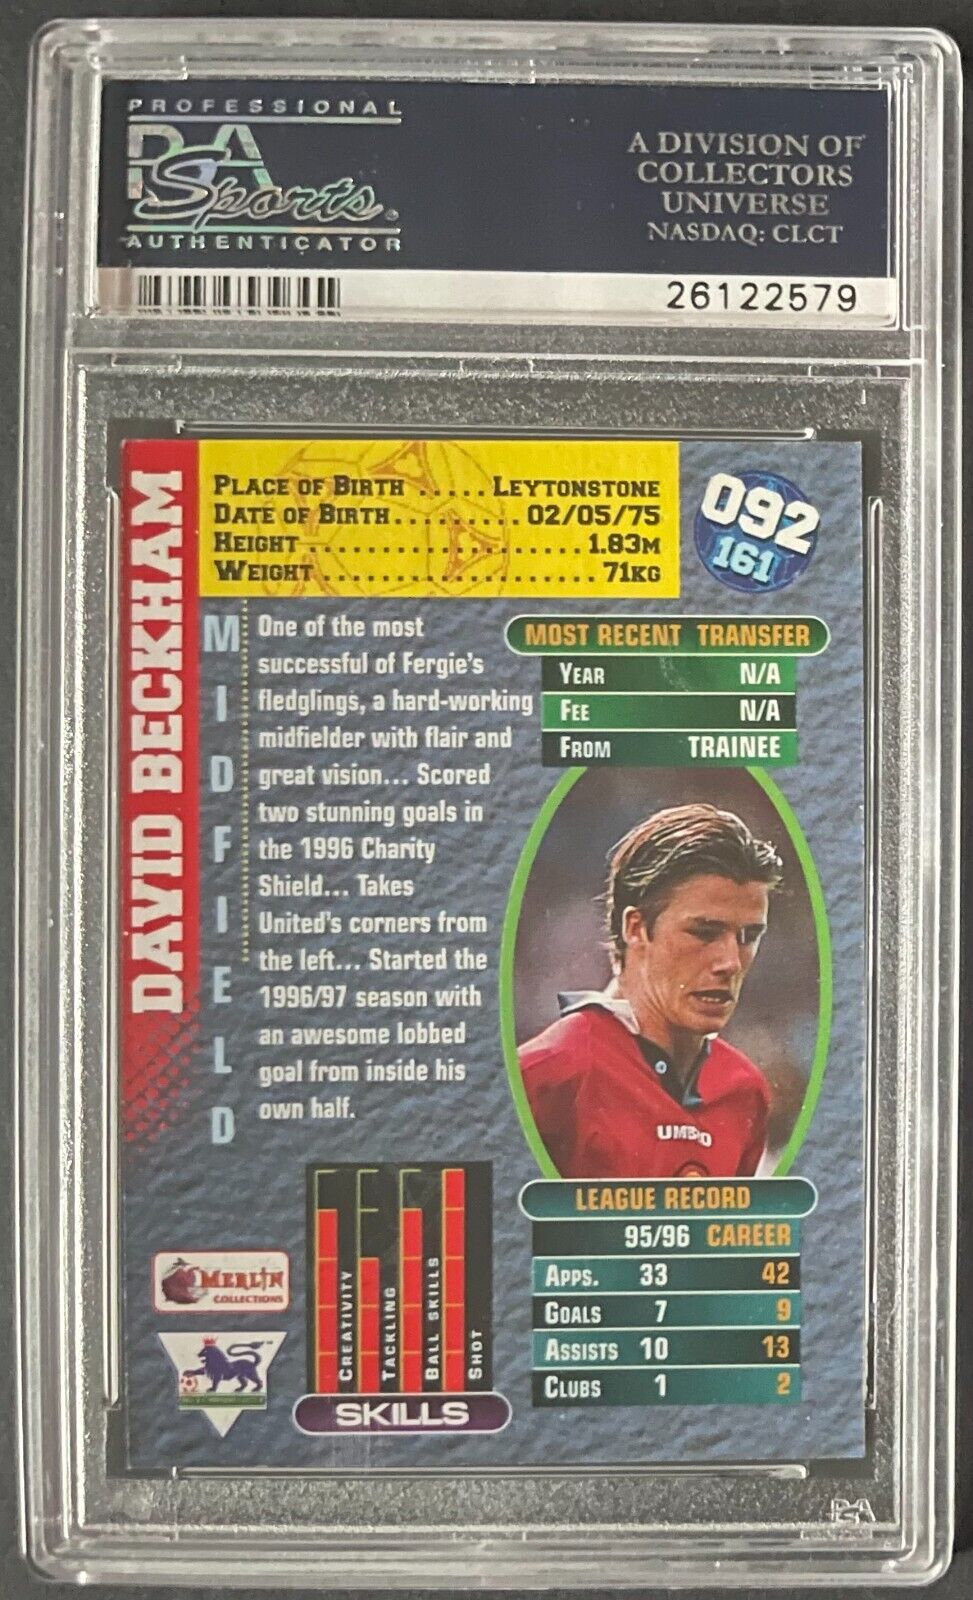 PROFESSIONAL
PSA
Sports
AUTHENTICATOR
A DIVISION OF
COLLECTORS
UNIVERSE
NASDAQ: CLCT
26122579
DAVID BECKHAM
MIDFIELD
PLACE OF BIRTH ..... LEYTONSTONE
DATE OF BIRTH......... 02/05/75
HEIGHT .................... 1.83M
WEIGHT ................... 71KG
092
161
One of the most
successful of Fergie's
fledglings, a hard-working
midfielder with flair and
great vision... Scored
two stunning goals in
the 1996 Charity
Shield... Takes
United's corners from
the left... Started the
1996/97 season with
an awesome lobbed
goal from inside his
own half.
MOST RECENT TRANSFER
YEAR N/A
FEE N/A
FROM TRAINEE
UMBRO
MERLIN
COLLECTIONS
CREATIVITY
TACKLING
BALL SKILLS
SHOT
SKILLS
LEAGUE RECORD
95/96 CAREER
APPS. 33 42
GOALS 7 9
ASSISTS 10 13
CLUBS 1 2
PSA